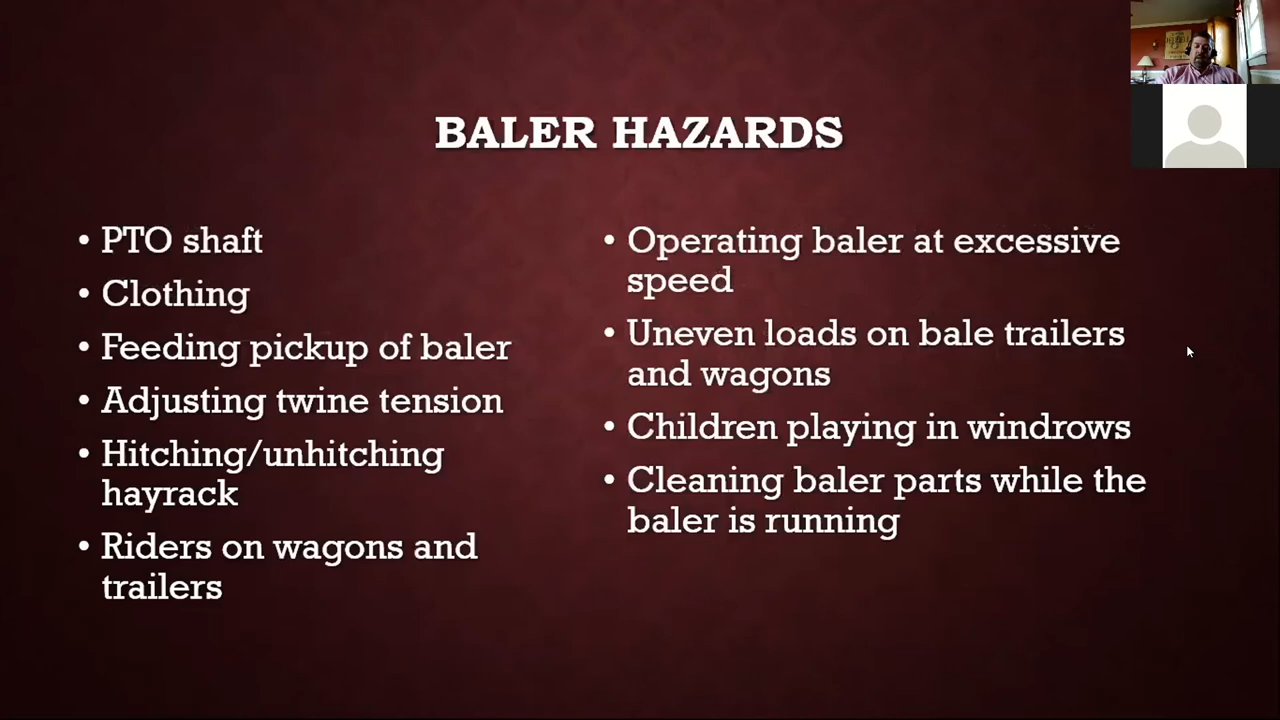 BALER HAZARDS
• PTO shaft
• Clothing
• Feeding pickup of baler
• Adjusting twine tension
• Hitching/unhitching
hayrack
• Riders on wagons and
trailers
• Operating baler at excessive
speed
• Uneven loads on bale trailers
and wagons
• Children playing in windrows
• Cleaning baler parts while the
baler is running